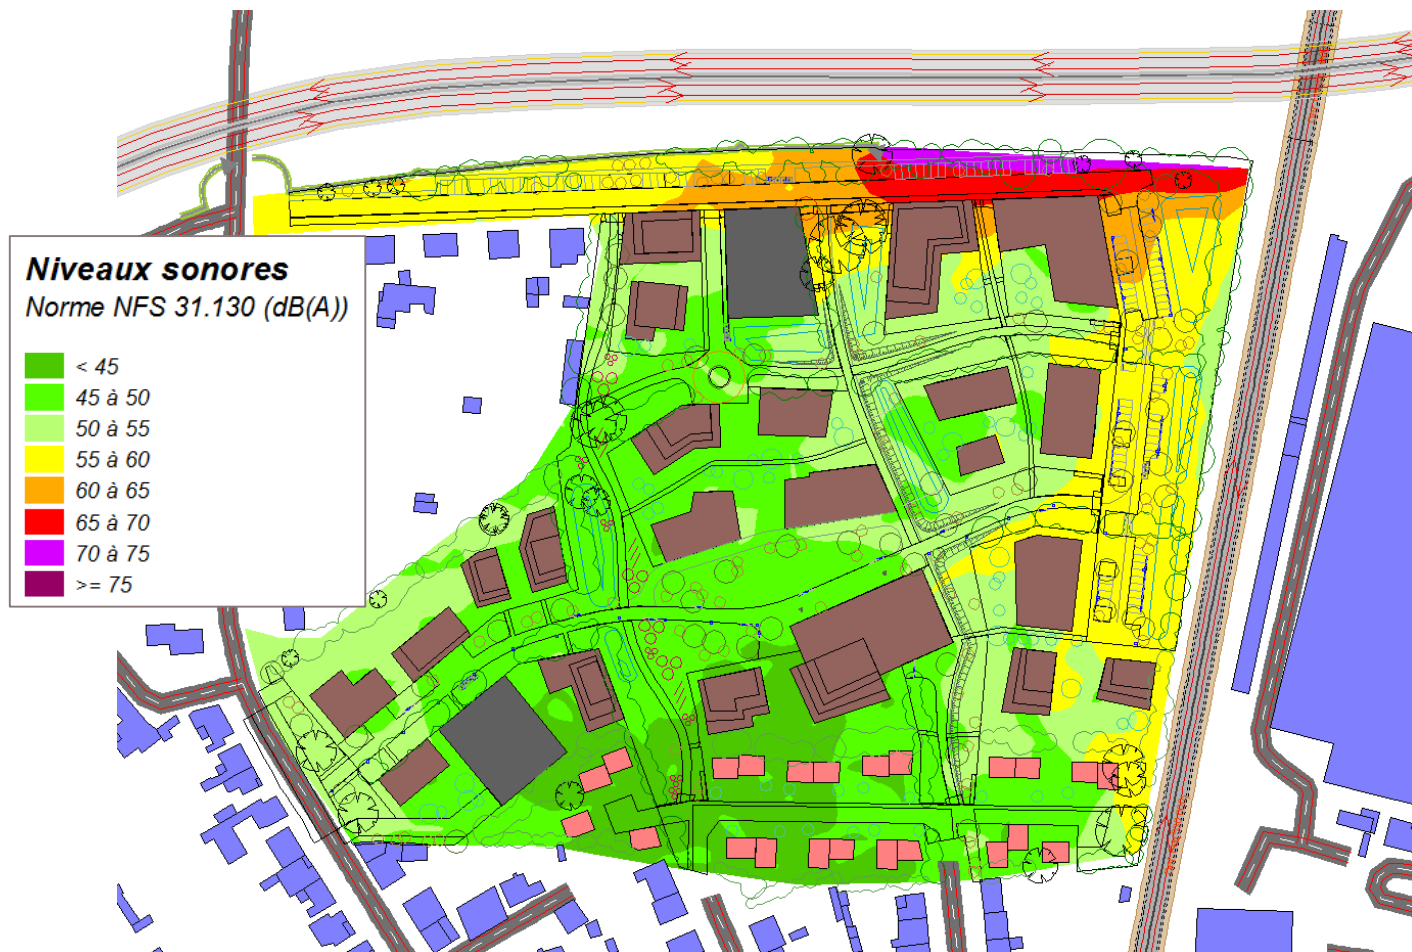 Niveaux sonores
Norme NFS 31.130 (dB(A))
< 45
45 à 50
50 à 55
55 à 60
60 à 65
65 à 70
70 à 75
>= 75